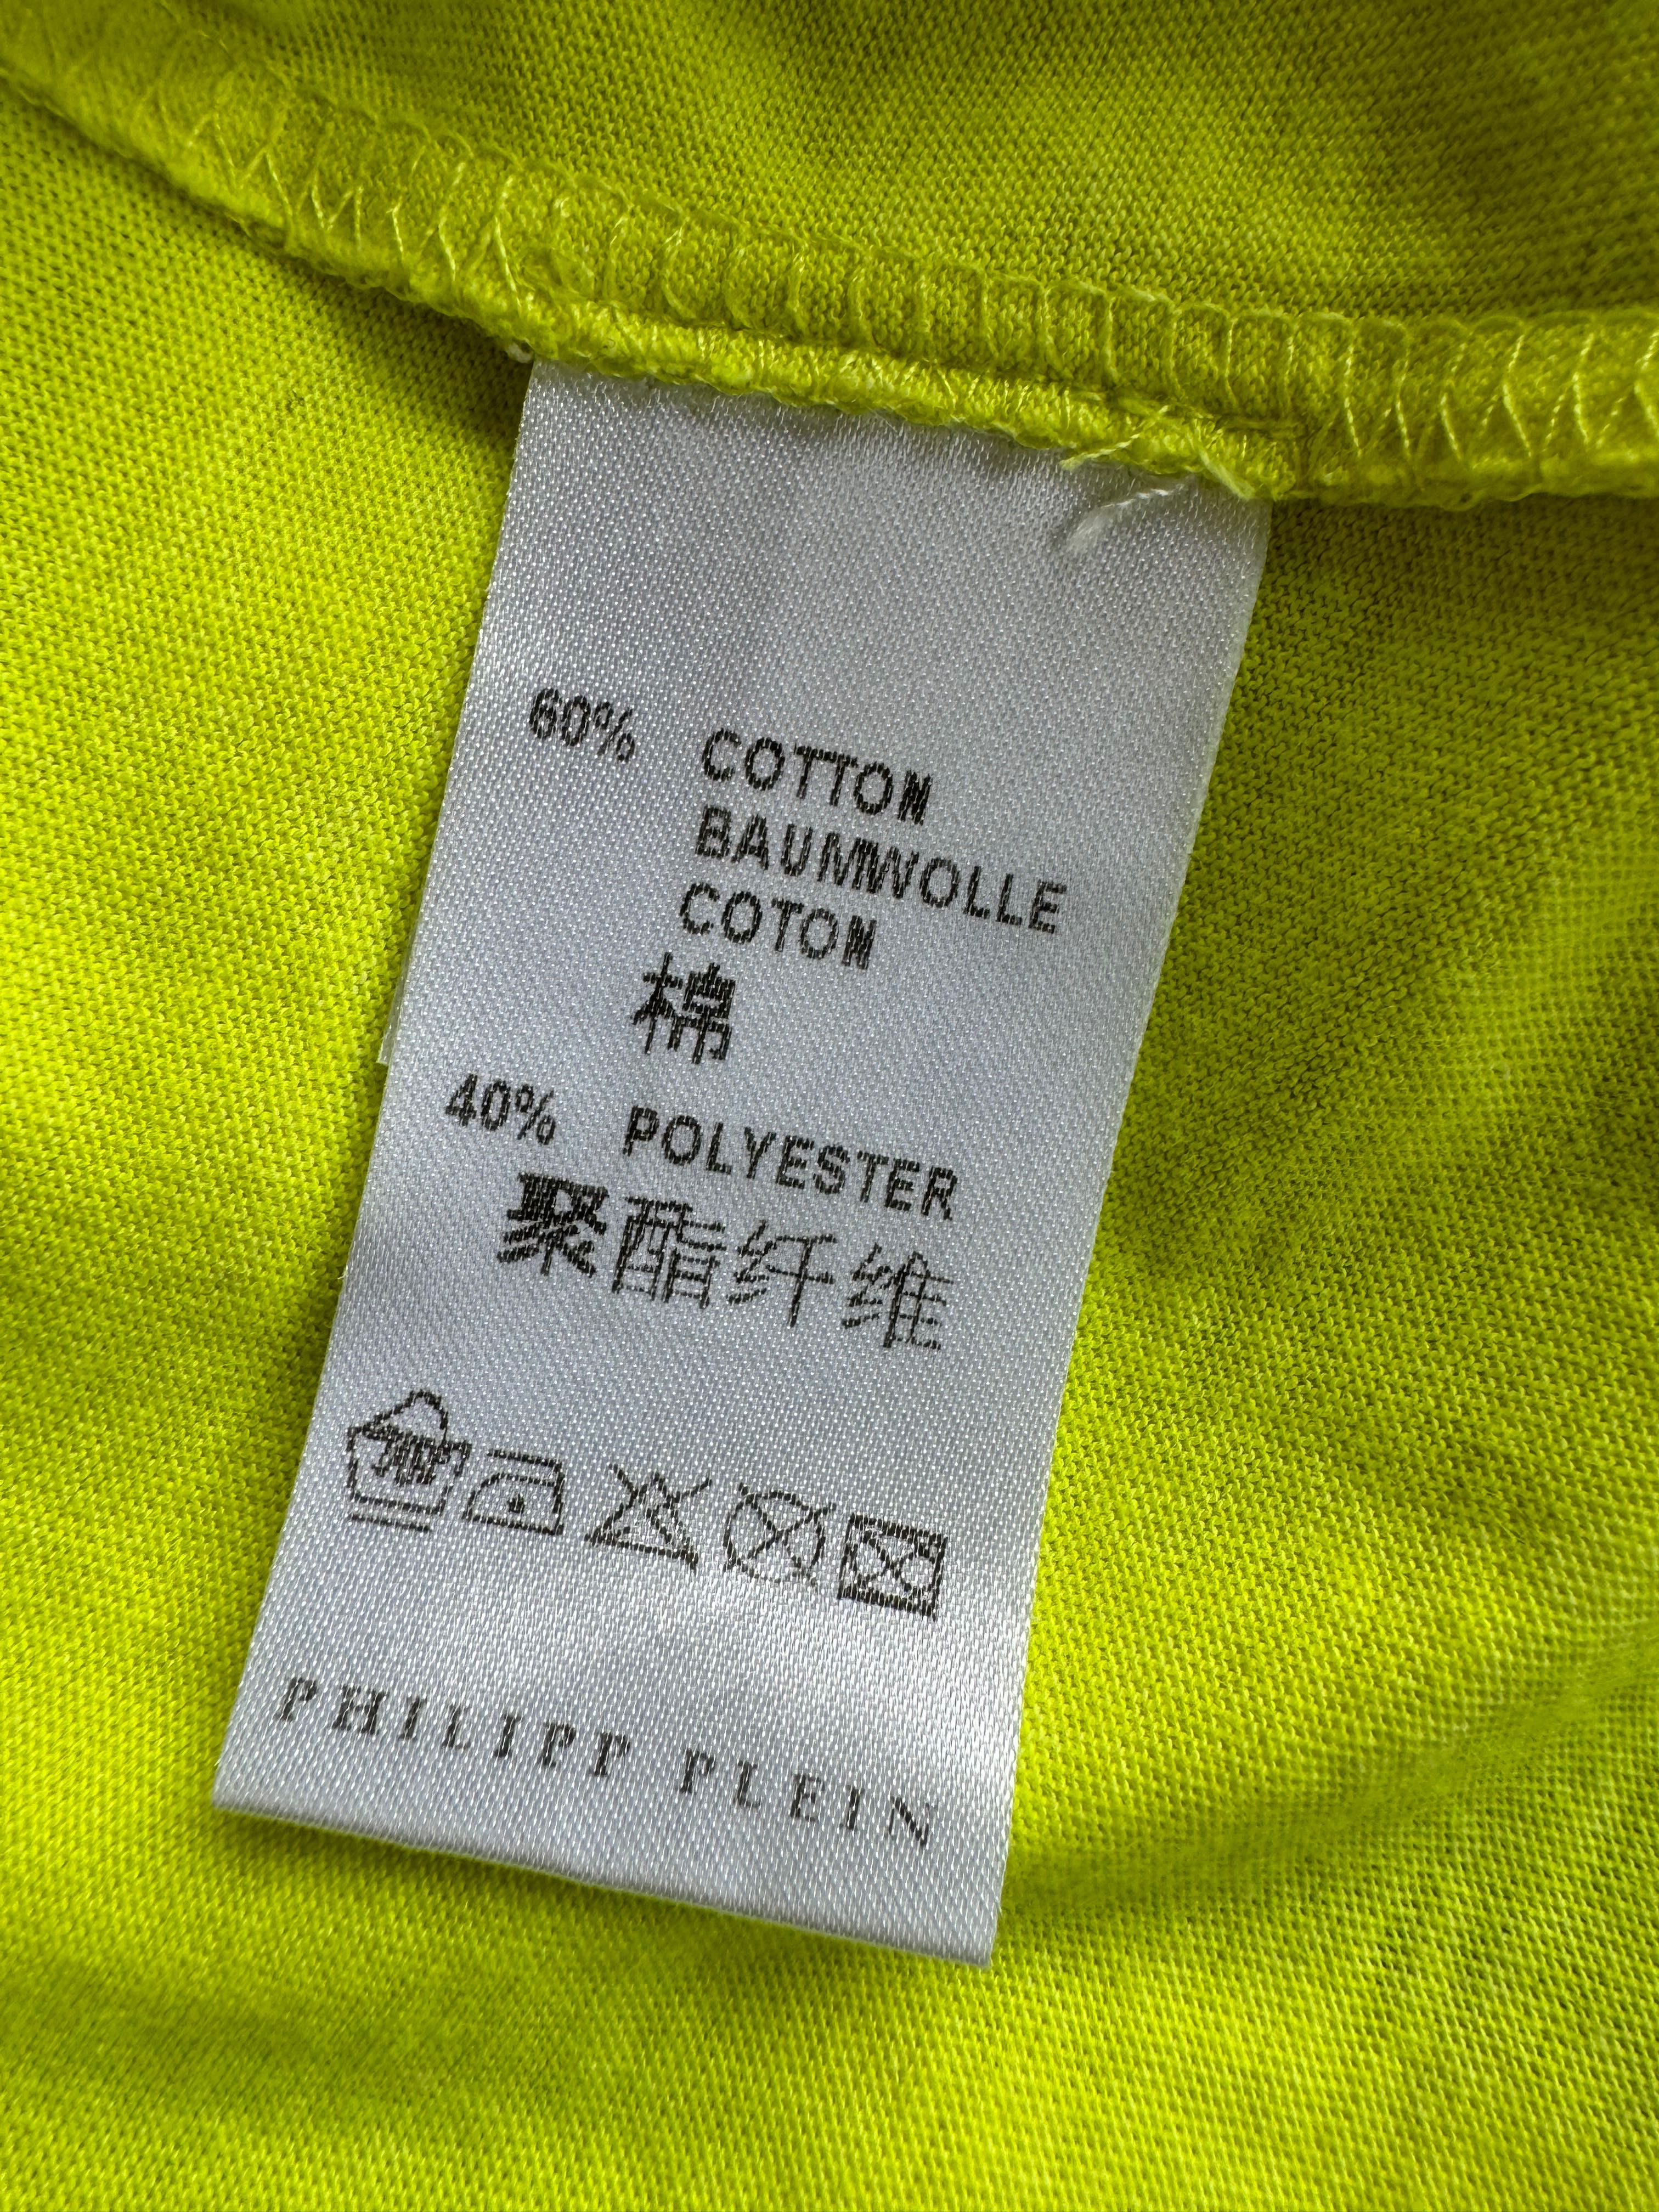 60% COTTON
BAUMWOLLE
COTON
棉
40% POLYESTER
聚酯纤维
PHILIPP PLEIN